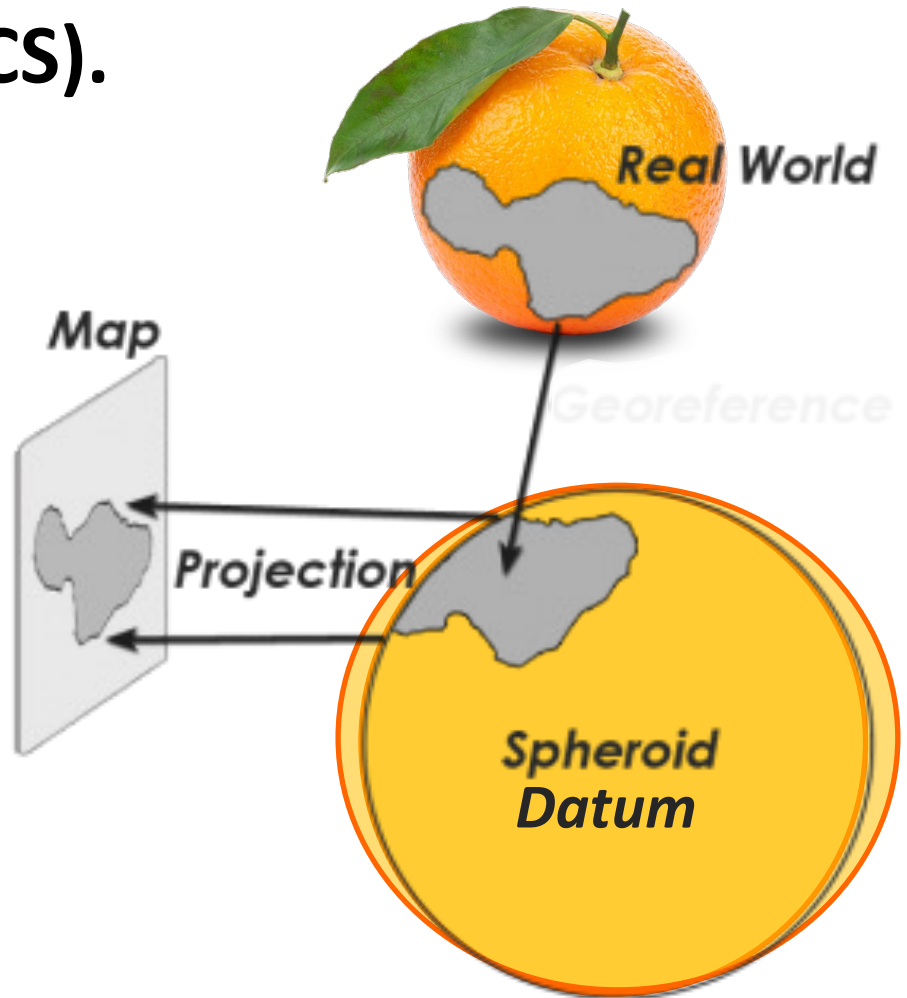 CS).
Real World
Map
Georeference
Projection
Spheroid
Datum